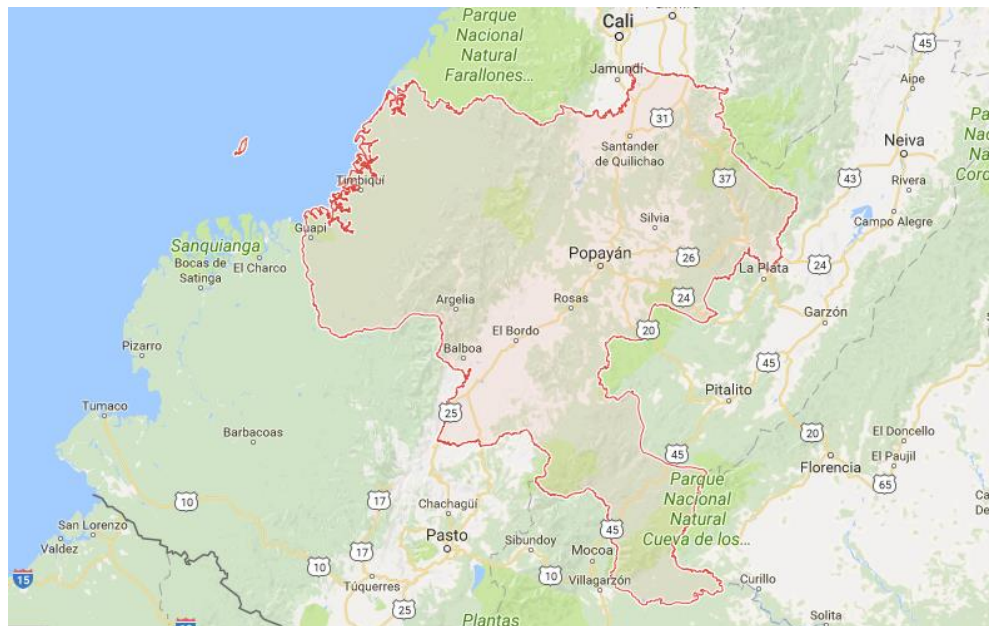 Parque
Nacional
Natural
Farallones...
Cali
Jamundí
45
Aipe
31
Santander
de Quilichao
Neiva
43
Rivera
37
Timbiquí
Campo Alegre
Silvia
Guapi
Sanquianga
Bocas de
Satinga
El Charco
Popayán
26
La Plata
24
Argelia
Rosas
24
Garzón
20
El Bordo
Pizarro
Balboa
45
Pitalito
Tumaco
25
Barbacoas
20
El Doncello
45
El Paujil
Florencia
65
Parque
Nacional
Natural
Cueva de los...
10
17
Chachagüí
San Lorenzo
Valdez
45
Pasto
Sibundoy
17
Mocoa
10
10
15
Túquerres
Villagarzón
Curillo
25
Solita
Plantas